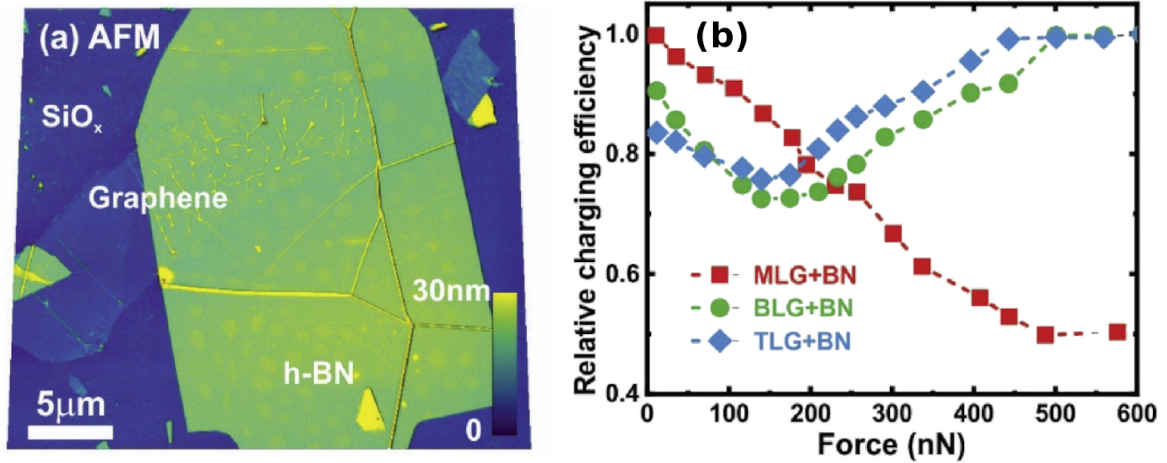 (a) AFM
SiOₓ
Graphene
30nm
h-BN
5μm
0
(b)
Relative charging efficiency
1.0
0.8
0.6
0.4
MLG+BN
BLG+BN
TLG+BN
0 100 200 300 400 500 600
Force (nN)